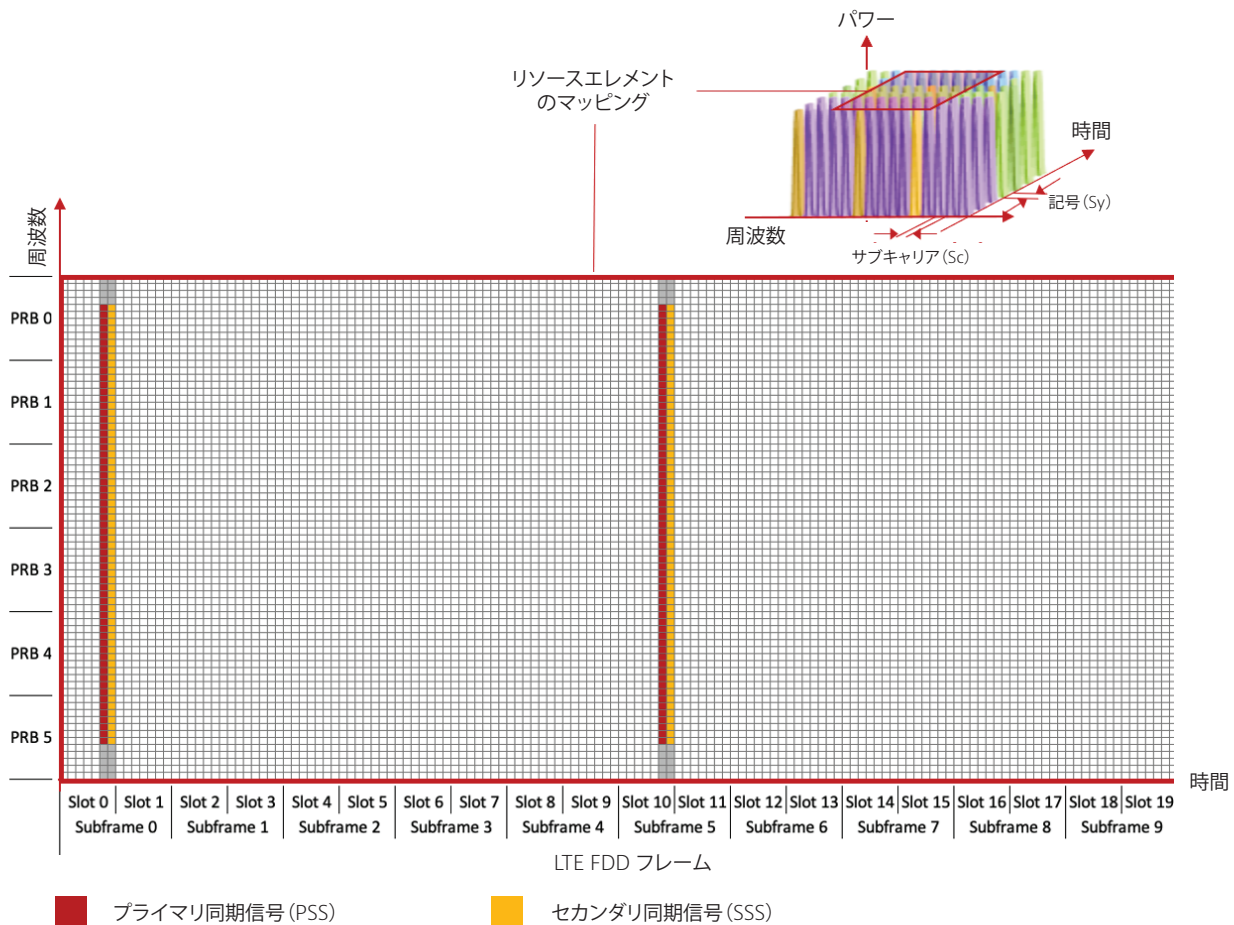 パワー
リソースエレメント
のマッピング
時間
記号(Sy)
周波数
サブキャリア(Sc)
周波数
PRB 0
PRB 1
PRB 2
PRB 3
PRB 4
PRB 5
時間
Slot 0 Slot 1 Slot 2 Slot 3 Slot 4 Slot 5 Slot 6 Slot 7 Slot 8 Slot 9 Slot 10 Slot 11 Slot 12 Slot 13 Slot 14 Slot 15 Slot 16 Slot 17 Slot 18 Slot 19
Subframe 0 Subframe 1 Subframe 2 Subframe 3 Subframe 4 Subframe 5 Subframe 6 Subframe 7 Subframe 8 Subframe 9
LTE FDD フレーム
プライマリ同期信号(PSS) セカンダリ同期信号(SSS)